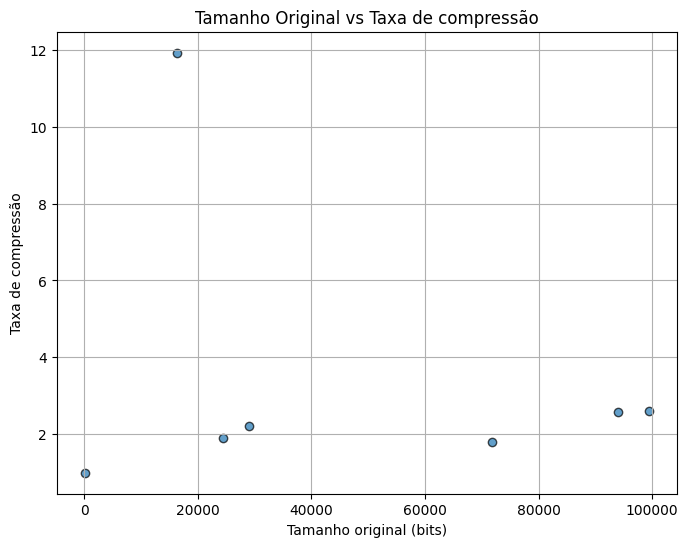 Tamanho Original vs Taxa de compressão
12
10
8
6
4
2
Taxa de compressão
0 20000 40000 60000 80000 100000
Tamanho original (bits)